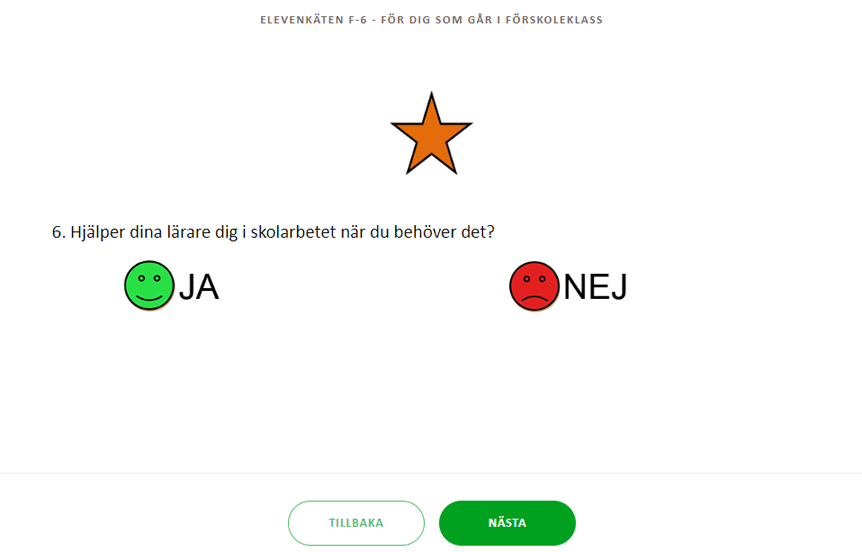 ELEVENKÄTEN F-6 - FÖR DIG SOM GÅR I FÖRSKOLEKLASS
6. Hjälper dina lärare dig i skolarbetet när du behöver det?
JA NEJ
TILLBAKA NÄSTA